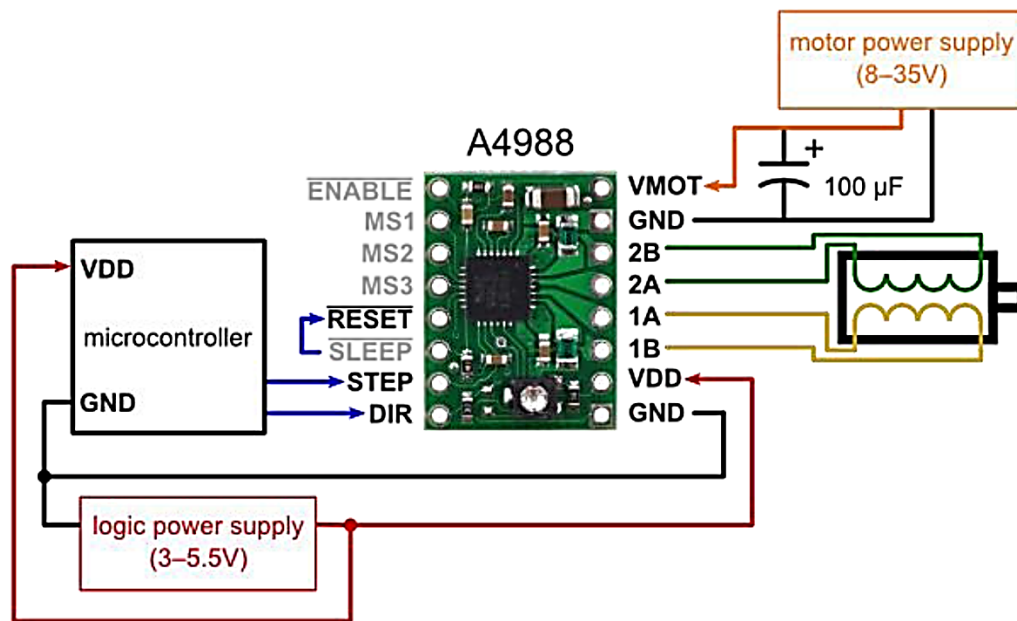 motor power supply
(8–35V)
A4988
+
100 µF
ENABLE
MS1
MS2
MS3
RESET
SLEEP
STEP
DIR
VMOT
GND
2B
2A
1A
1B
VDD
GND
VDD
microcontroller
GND
logic power supply
(3–5.5V)